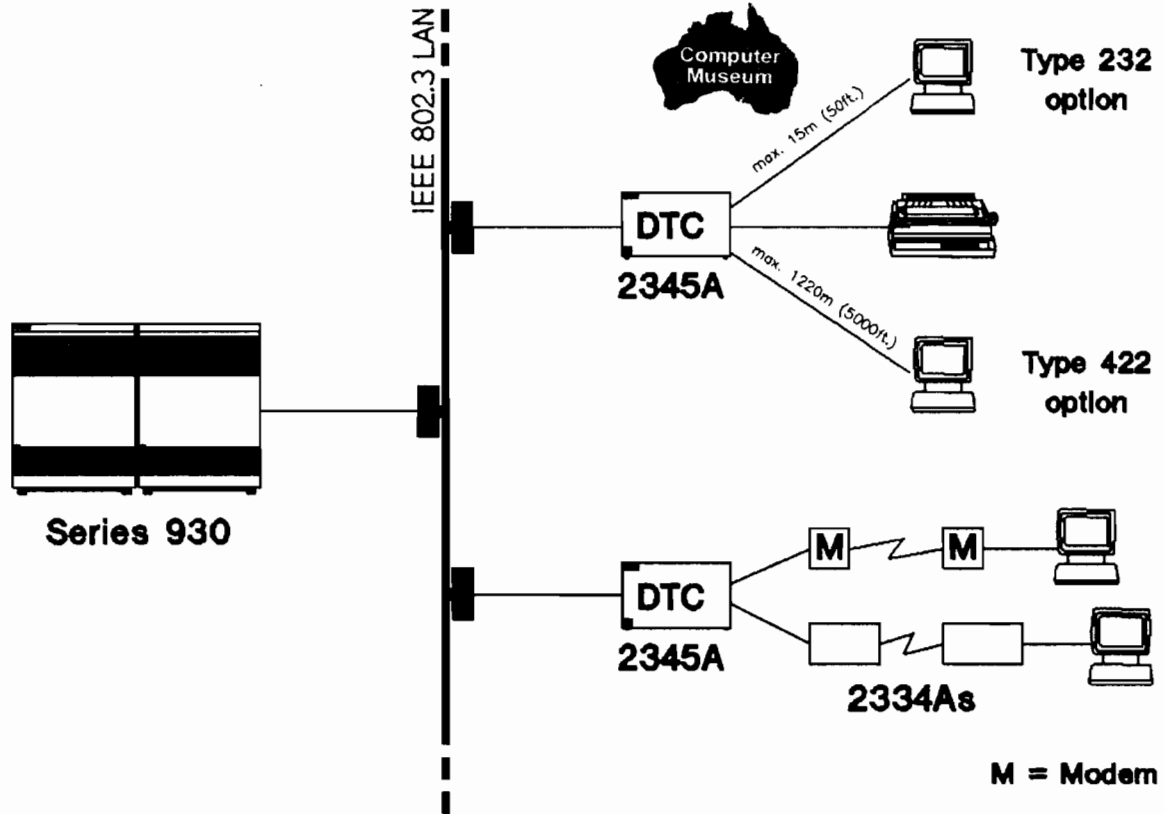 IEEE 802.3 LAN
Computer
Museum
Type 232
option
max. 15m (50ft.)
DTC
2345A
max. 1220m (5000ft.)
Type 422
option
Series 930
M
M
DTC
2345A
2334As
M = Modem